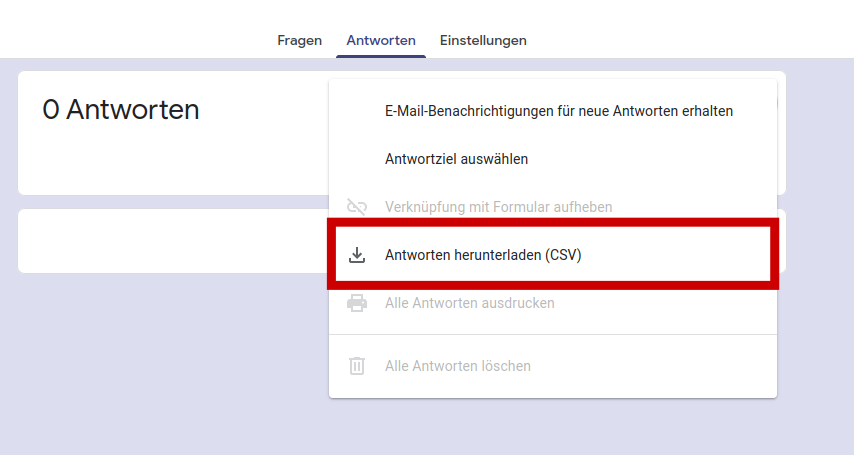 Fragen Antworten Einstellungen
0 Antworten
E-Mail-Benachrichtigungen für neue Antworten erhalten
Antwortziel auswählen
Verknüpfung mit Formular aufheben
Antworten herunterladen (CSV)
Alle Antworten ausdrucken
Alle Antworten löschen